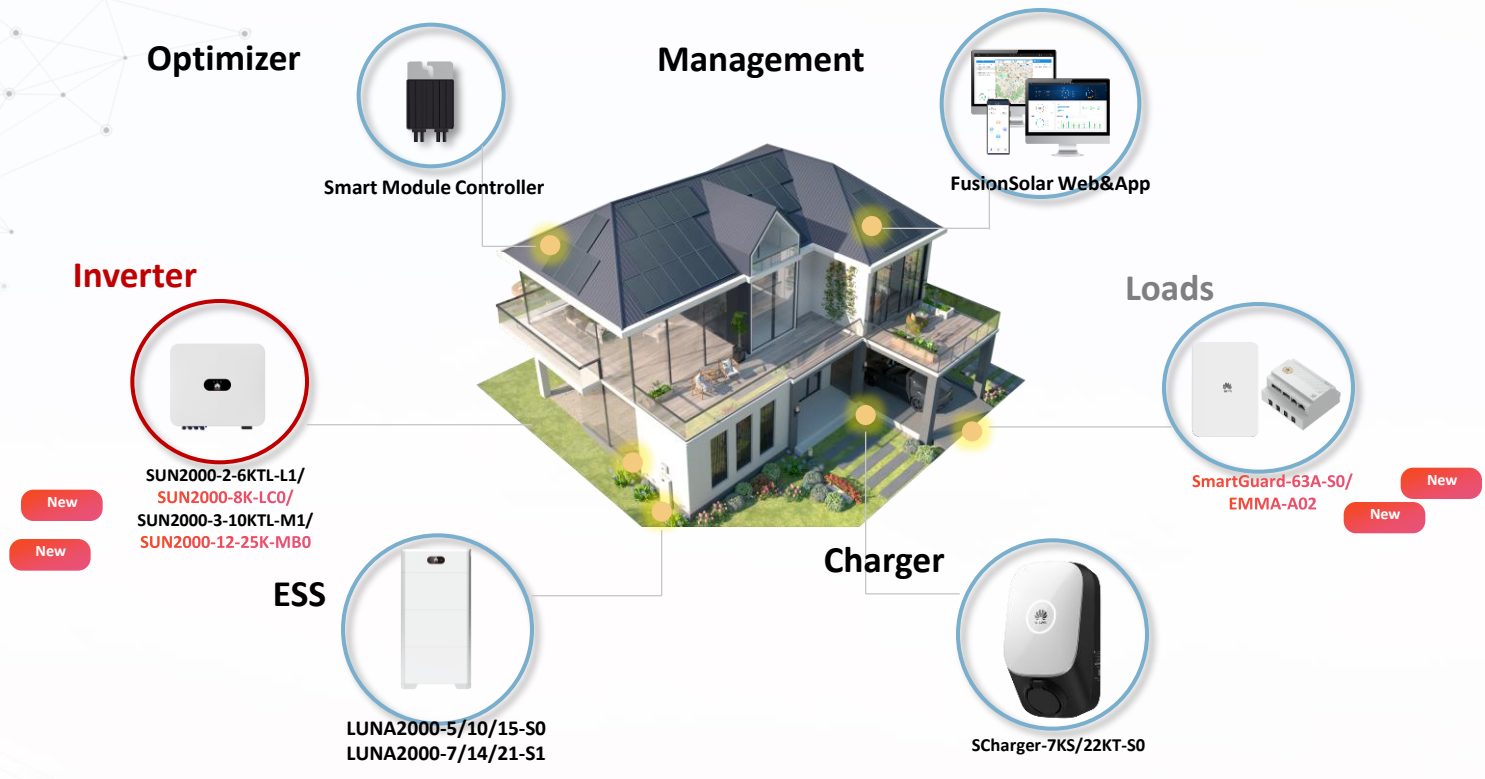 Optimizer
Management
Smart Module Controller
FusionSolar Web&App
Inverter
Loads
SUN2000-2-6KTL-L1/
New
SUN2000-8K-LC0/
SUN2000-3-10KTL-M1/
New
SUN2000-12-25K-MB0
SmartGuard-63A-S0/
New
EMMA-A02
New
ESS
Charger
LUNA2000-5/10/15-S0
LUNA2000-7/14/21-S1
SCharger-7KS/22KT-S0